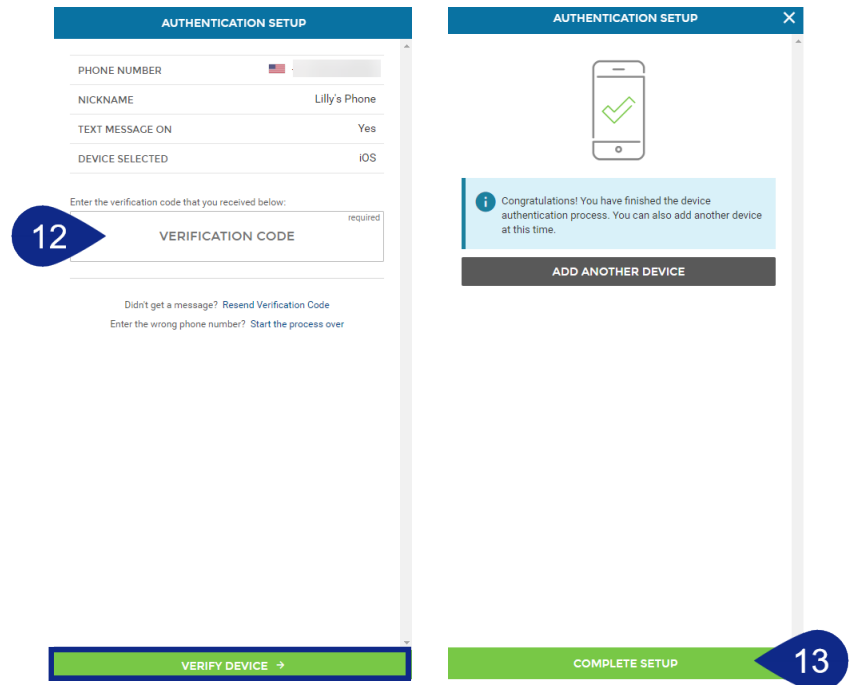 AUTHENTICATION SETUP
PHONE NUMBER
NICKNAME Lilly's Phone
TEXT MESSAGE ON Yes
DEVICE SELECTED iOS
Enter the verification code that you received below:
required
12
VERIFICATION CODE
Didn't get a message? Resend Verification Code
Enter the wrong phone number? Start the process over
VERIFY DEVICE →
AUTHENTICATION SETUP
i
Congratulations! You have finished the device
authentication process. You can also add another device
at this time.
ADD ANOTHER DEVICE
COMPLETE SETUP
13